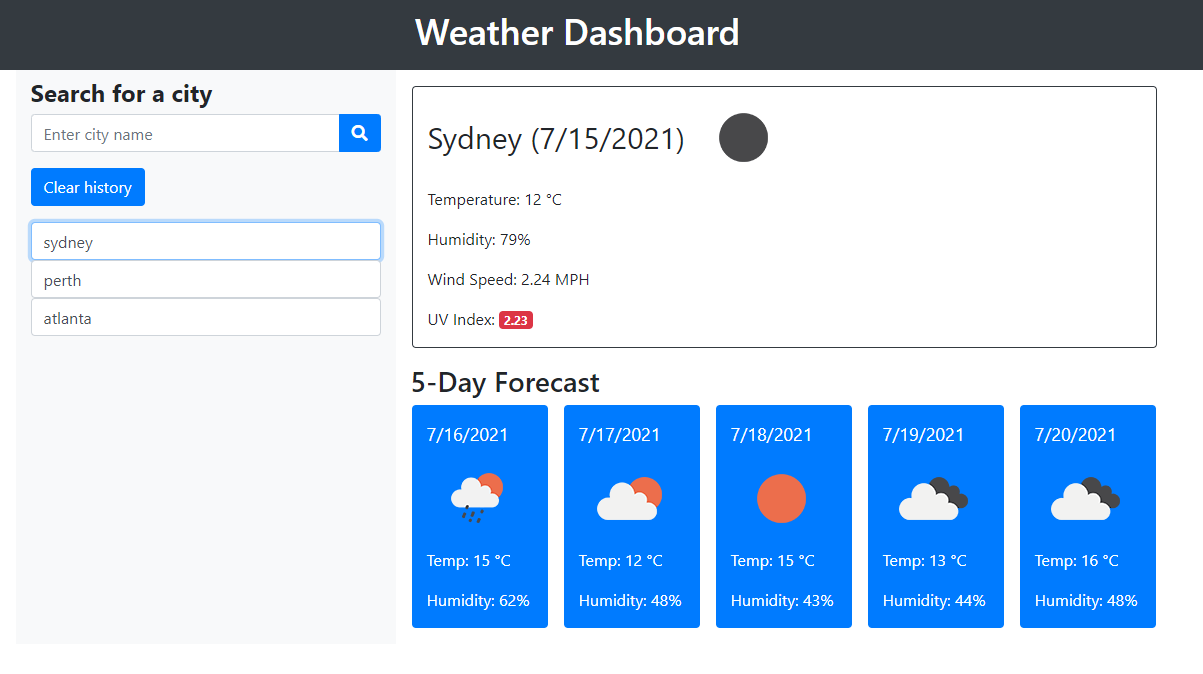 Weather Dashboard
Search for a city
Enter city name
Clear history
sydney
perth
atlanta
Sydney (7/15/2021)
Temperature: 12 °C
Humidity: 79%
Wind Speed: 2.24 MPH
UV Index: 2.23
5-Day Forecast
7/16/2021
Temp: 15 °C
Humidity: 62%
7/17/2021
Temp: 12 °C
Humidity: 48%
7/18/2021
Temp: 15 °C
Humidity: 43%
7/19/2021
Temp: 13 °C
Humidity: 44%
7/20/2021
Temp: 16 °C
Humidity: 48%